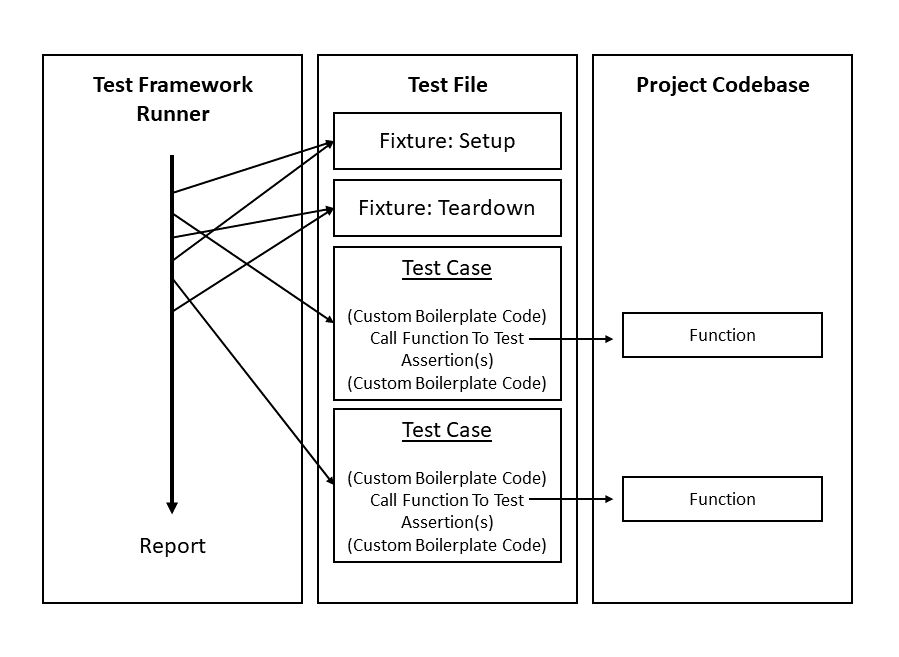 Test Framework
Runner
Report
Test File
Fixture: Setup
Fixture: Teardown
Test Case
(Custom Boilerplate Code)
Call Function To Test
Assertion(s)
(Custom Boilerplate Code)
Test Case
(Custom Boilerplate Code)
Call Function To Test
Assertion(s)
(Custom Boilerplate Code)
Project Codebase
Function
Function